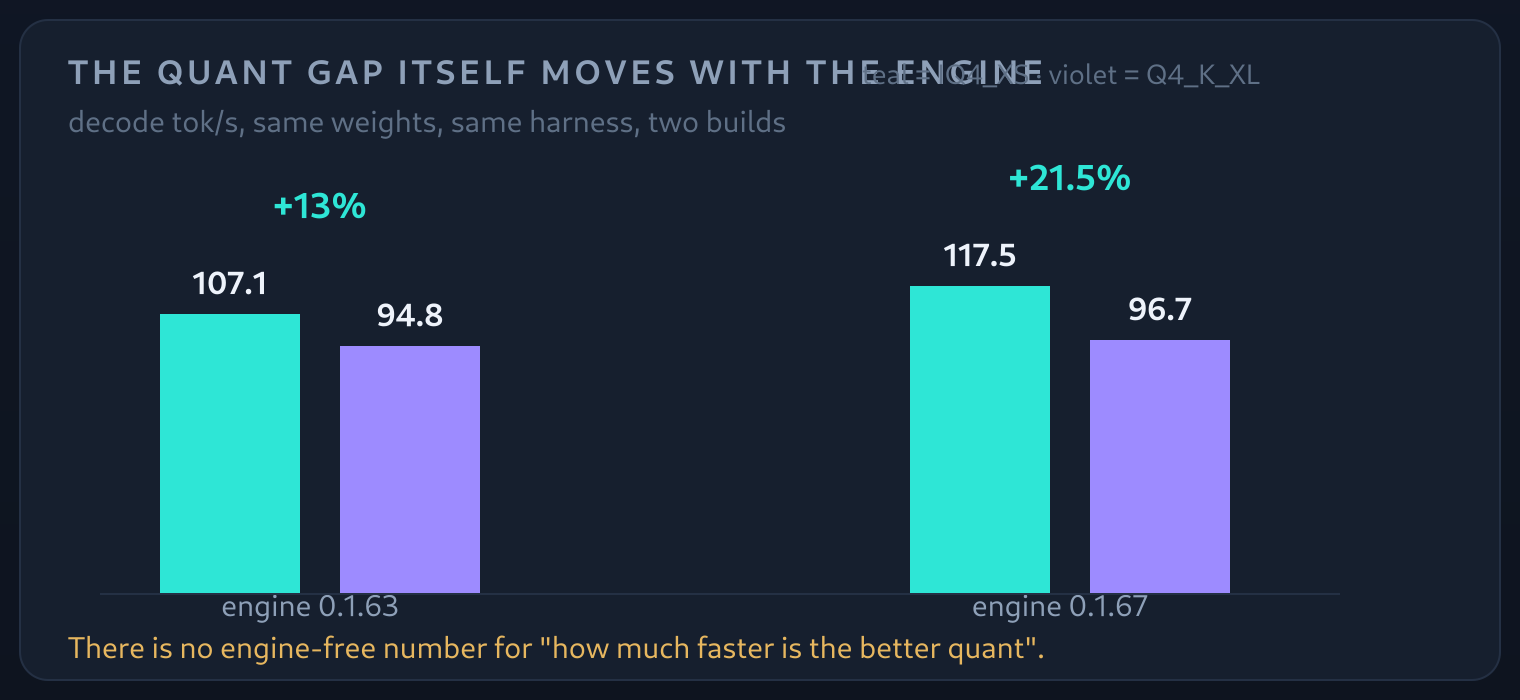 THE QUANT GAP ITSELF MOVES WITH THE ENGINE
teal = IQ4_XS · violet = Q4_K_XL
decode tok/s, same weights, same harness, two builds
+13%
+21.5%
107.1
94.8
117.5
96.7
engine 0.1.63
engine 0.1.67
There is no engine-free number for "how much faster is the better quant".